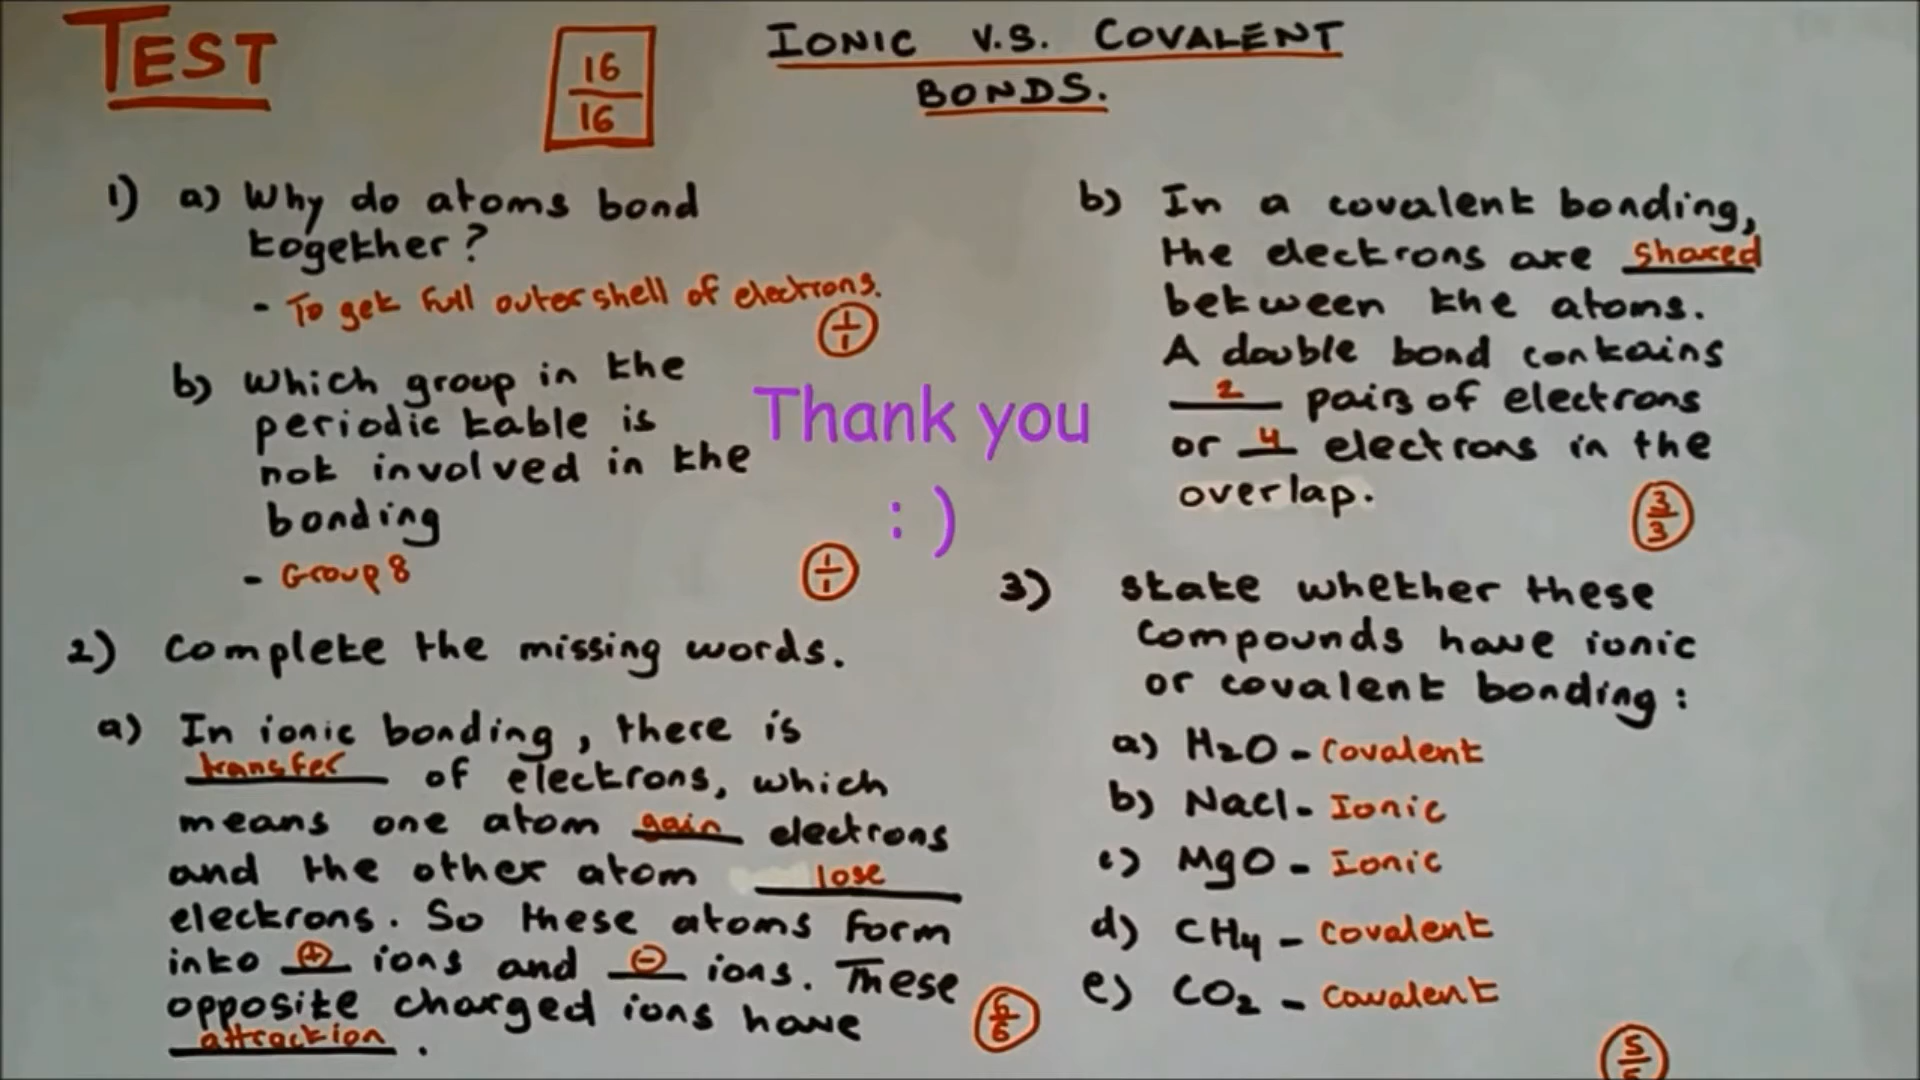 TEST
16
16
IONIC V.S. COVALENT
BONDS.
1) a) Why do atoms bond
together?
- To get full outer shell of electrons.
1
1
b) Which group in the
periodic table is
not involved in the
bonding
- Group 8
1
1
2) Complete the missing words.
a) In ionic bonding, there is
transfer of electrons, which
means one atom gain electrons
and the other atom lose
electrons. So these atoms form
into + ions and - ions. These
opposite charged ions have
attraction.
6
6
Thank you
:)
b) In a covalent bonding,
the electrons are shared
between the atoms.
A double bond contains
2 pairs of electrons
or 4 electrons in the
overlap.
3
3
3) state whether these
compounds have ionic
or covalent bonding:
a) H2O - Covalent
b) Nacl - Ionic
c) MgO - Ionic
d) CH4 - covalent
e) CO2 - covalent
5
5